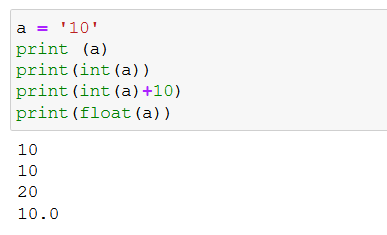 a = '10'
print (a)
print(int(a))
print(int(a)+10)
print(float(a))
10
10
20
10.0